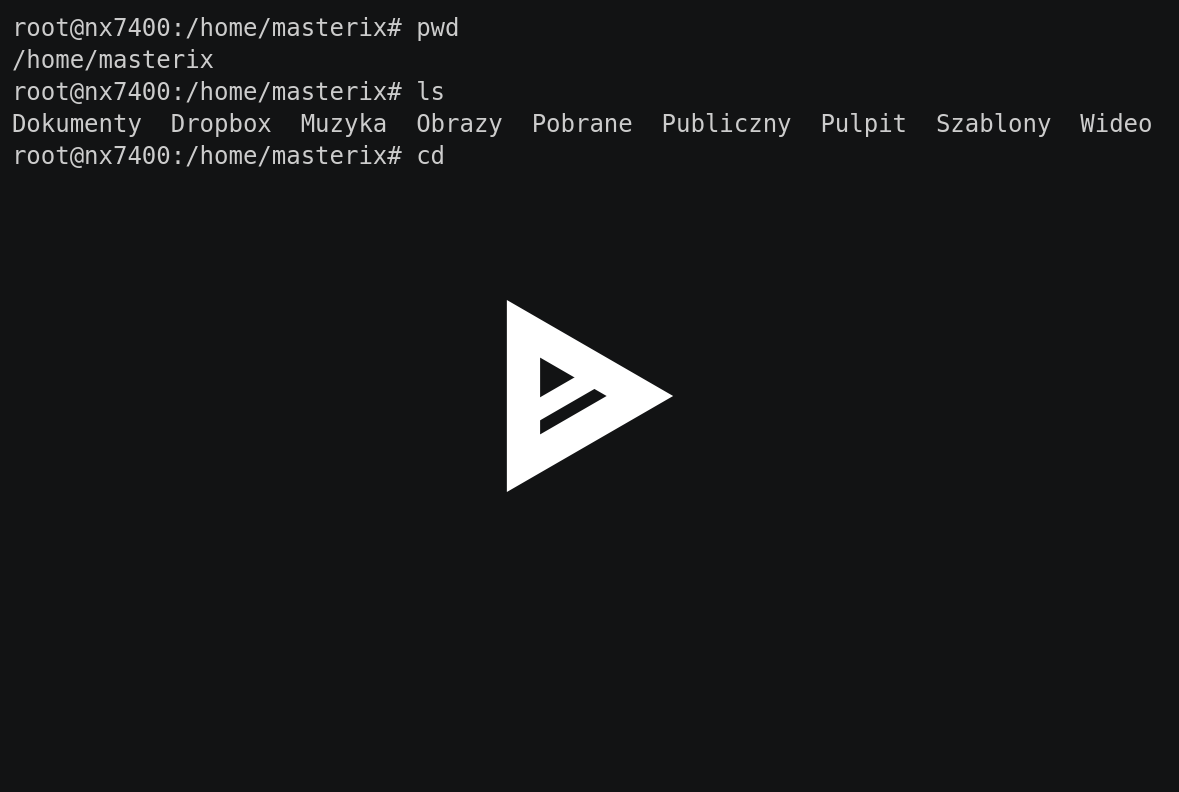 root@nx7400:/home/masterix# pwd
/home/masterix
root@nx7400:/home/masterix# ls
Dokumenty  Dropbox  Muzyka  Obrazy  Pobrane  Publiczny  Pulpit  Szablony  Wideo
root@nx7400:/home/masterix# cd